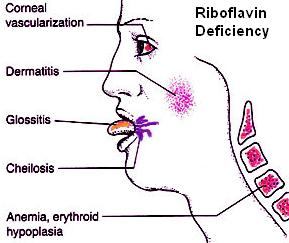 Corneal
vascularization
Riboflavin
Deficiency
Dermatitis
Glossitis
Cheilosis
Anemia, erythroid
hypoplasia